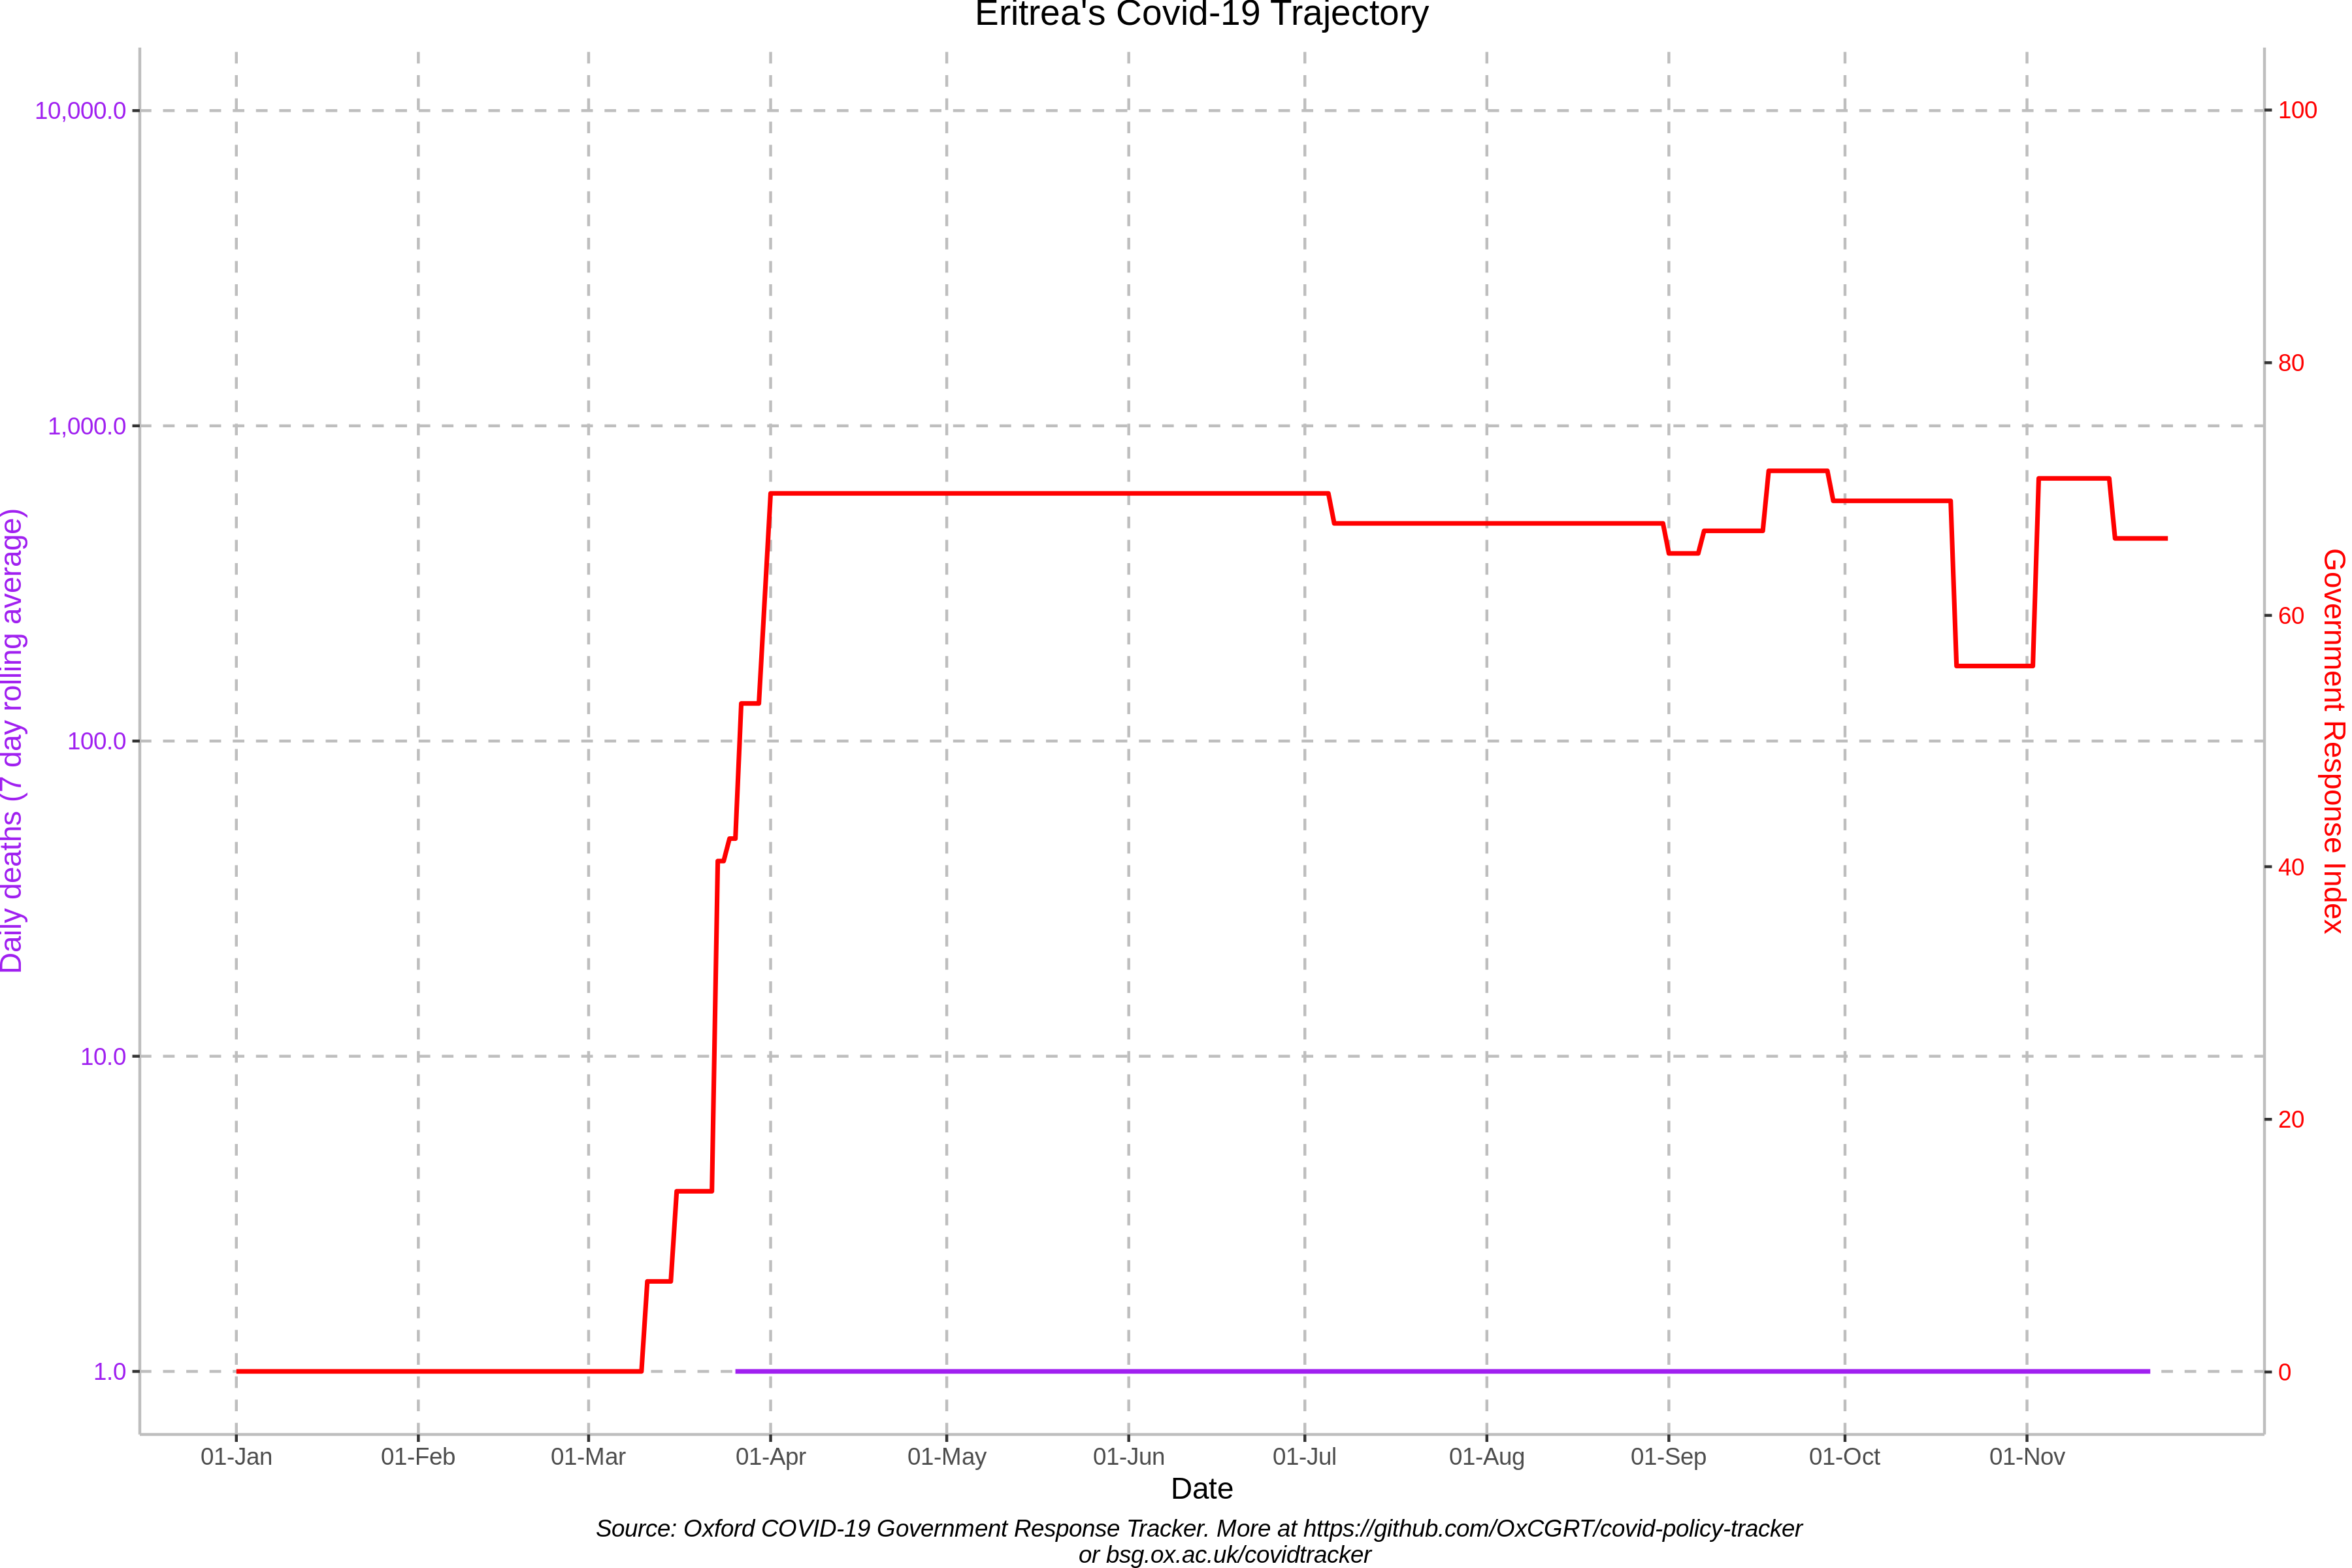 Eritrea's Covid-19 Trajectory
10,000.0
1,000.0
100.0
10.0
1.0
Daily deaths (7 day rolling average)
100
80
60
40
20
0
Government Response Index
01-Jan 01-Feb 01-Mar 01-Apr 01-May 01-Jun 01-Jul 01-Aug 01-Sep 01-Oct 01-Nov
Date
Source: Oxford COVID-19 Government Response Tracker. More at https://github.com/OxCGRT/covid-policy-tracker
or bsg.ox.ac.uk/covidtracker